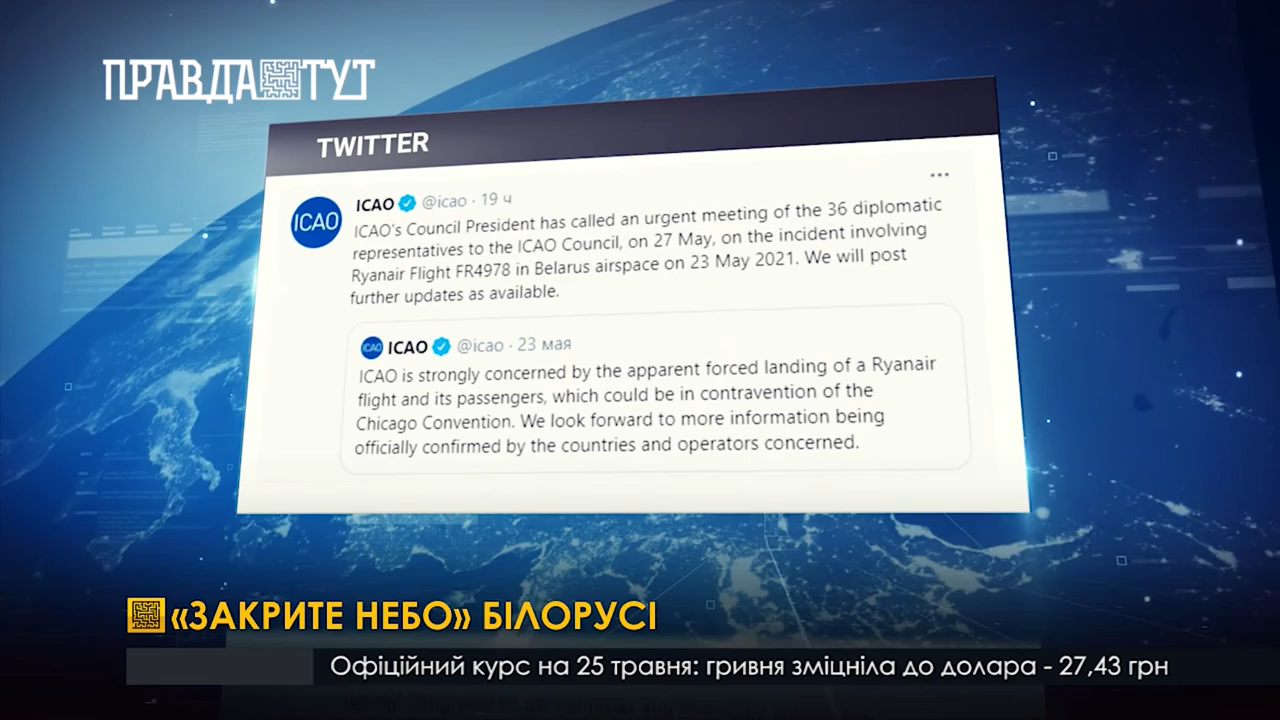 ПРАВДА ТУТ
TWITTER
ICAO @icao · 19 ч
ICAO
ICAO's Council President has called an urgent meeting of the 36 diplomatic
representatives to the ICAO Council, on 27 May, on the incident involving
Ryanair Flight FR4978 in Belarus airspace on 23 May 2021. We will post
further updates as available.
ICAO ICAO @icao · 23 мая
ICAO is strongly concerned by the apparent forced landing of a Ryanair
flight and its passengers, which could be in contravention of the
Chicago Convention. We look forward to more information being
officially confirmed by the countries and operators concerned.
«ЗАКРИТЕ НЕБО» БІЛОРУСІ
Офіційний курс на 25 травня: гривня зміцніла до долара - 27,43 грн